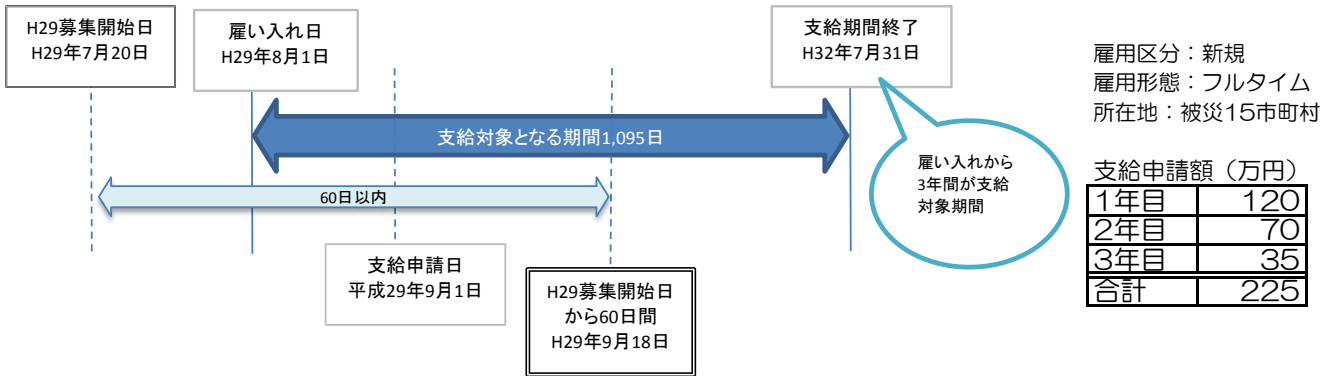 H29募集開始日
H29年7月20日
雇い入れ日
H29年8月1日
支給期間終了
H32年7月31日
雇用区分：新規
雇用形態：フルタイム
所在地：被災15市町村
支給対象となる期間1,095日
雇い入れから
3年間が支給
対象期間
60日以内
支給申請日
平成29年9月1日
H29募集開始日
から60日間
H29年9月18日
支給申請額（万円）
1年目 120
2年目 70
3年目 35
合計 225